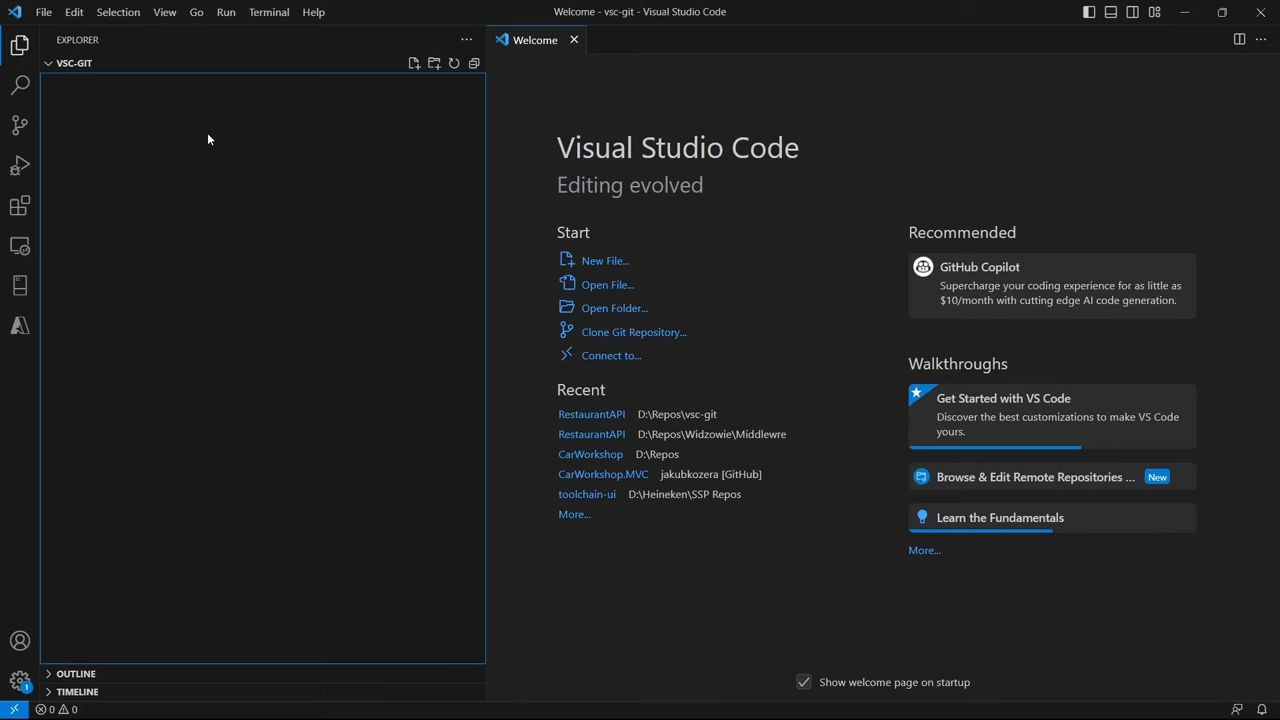 File Edit Selection View Go Run Terminal Help
Welcome - vsc-git - Visual Studio Code
EXPLORER
VSC-GIT
Welcome
Visual Studio Code
Editing evolved
Start
New File...
Open File...
Open Folder...
Clone Git Repository...
Connect to...
Recent
RestaurantAPI D:\Repos\vsc-git
RestaurantAPI D:\Repos\Widzowie\Middlewre
CarWorkshop D:\Repos
CarWorkshop.MVC jakubkozera [GitHub]
toolchain-ui D:\Heineken\SSP Repos
More...
Recommended
GitHub Copilot
Supercharge your coding experience for as little as
$10/month with cutting edge AI code generation.
Walkthroughs
Get Started with VS Code
Discover the best customizations to make VS Code
yours.
Browse & Edit Remote Repositories ... New
Learn the Fundamentals
More...
Show welcome page on startup
OUTLINE
TIMELINE
1
0 0